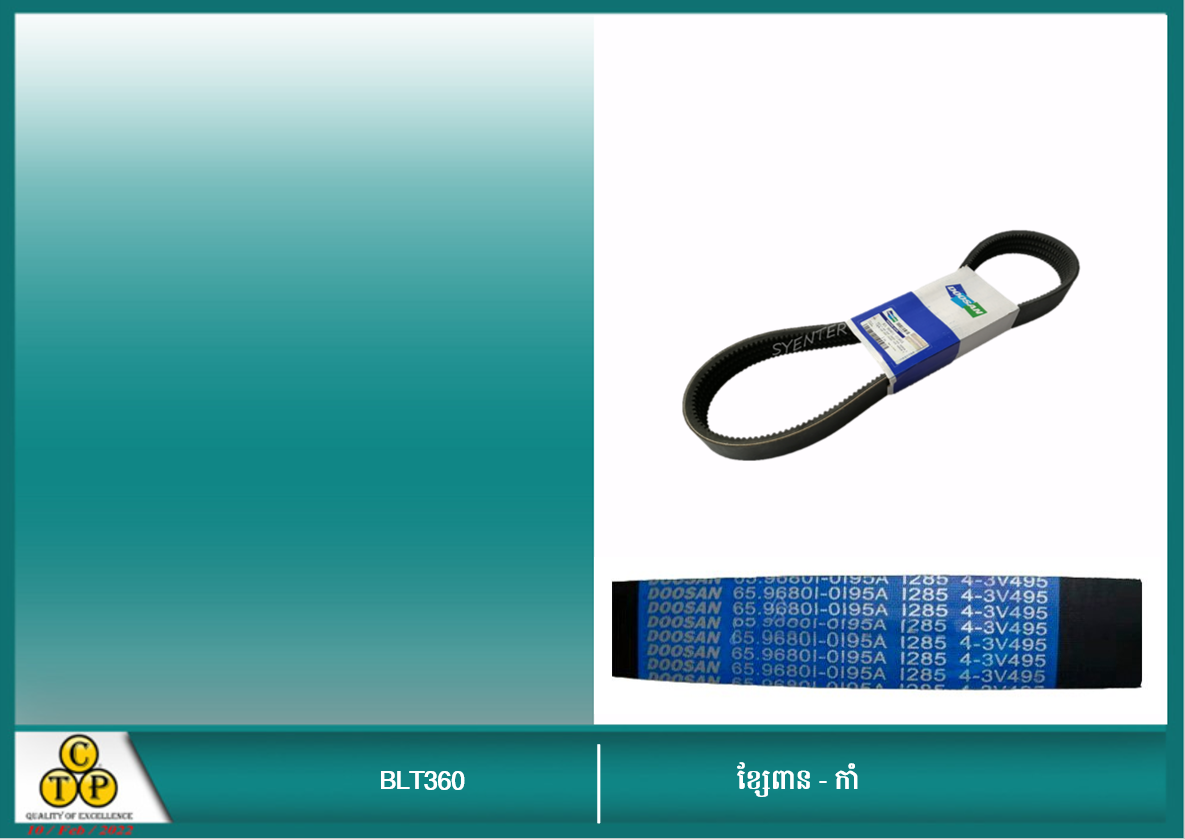 DOOSAN
SYENTER
DOOSAN 65.96801-0195A 1285 4-3V495
DOOSAN 65.96801-0195A 1285 4-3V495
DOOSAN 65.96801-0195A 1285 4-3V495
DOOSAN 65.96801-0195A 1285 4-3V495
DOOSAN 65.96801-0195A 1285 4-3V495
DOOSAN 65.96801-0195A 1285 4-3V495
DOOSAN 65.96801-0195A 1285 4-3V495
DOOSAN 65.96801-0195A 1285 4-3V495
C
T P
QUALITY OF EXCELLENCE
10 / Feb / 2022
BLT360
ខ្សែពាន - កាំ